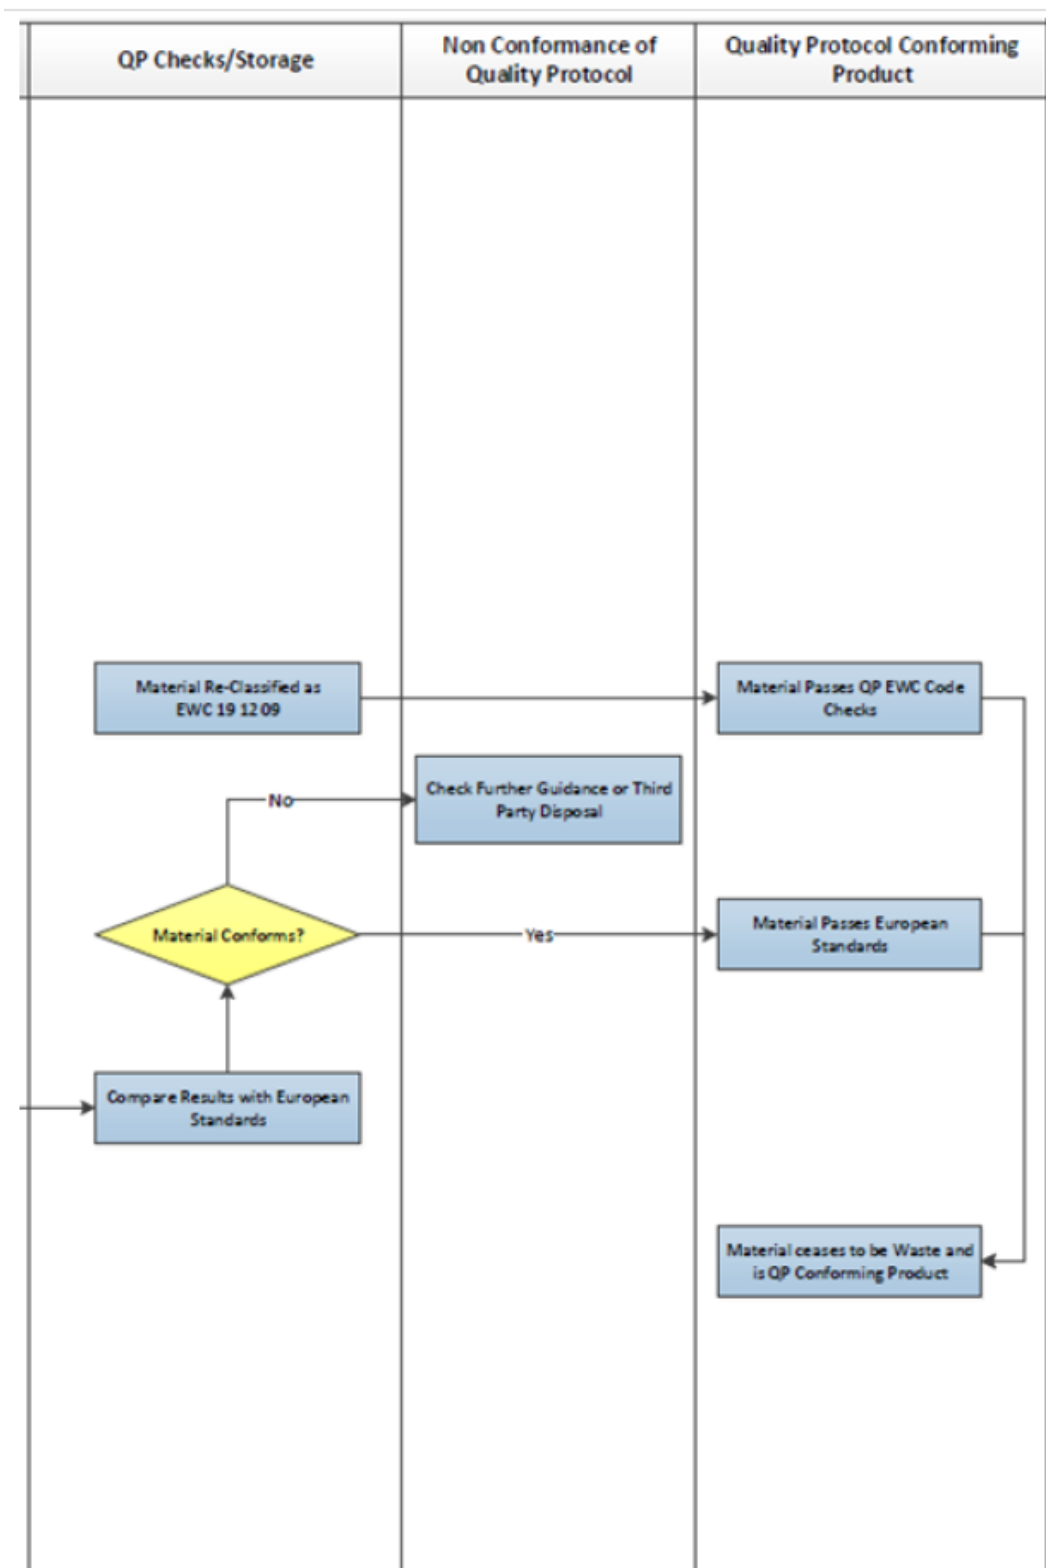 QP Checks/Storage
Non Conformance of
Quality Protocol
Quality Protocol Conforming
Product
Material Re-Classified as
EWC 19 12 09
Material Passes QP EWC Code
Checks
Check Further Guidance or Third
Party Disposal
No
Material Conforms?
Yes
Material Passes European
Standards
Compare Results with European
Standards
Material ceases to be Waste and
is QP Conforming Product